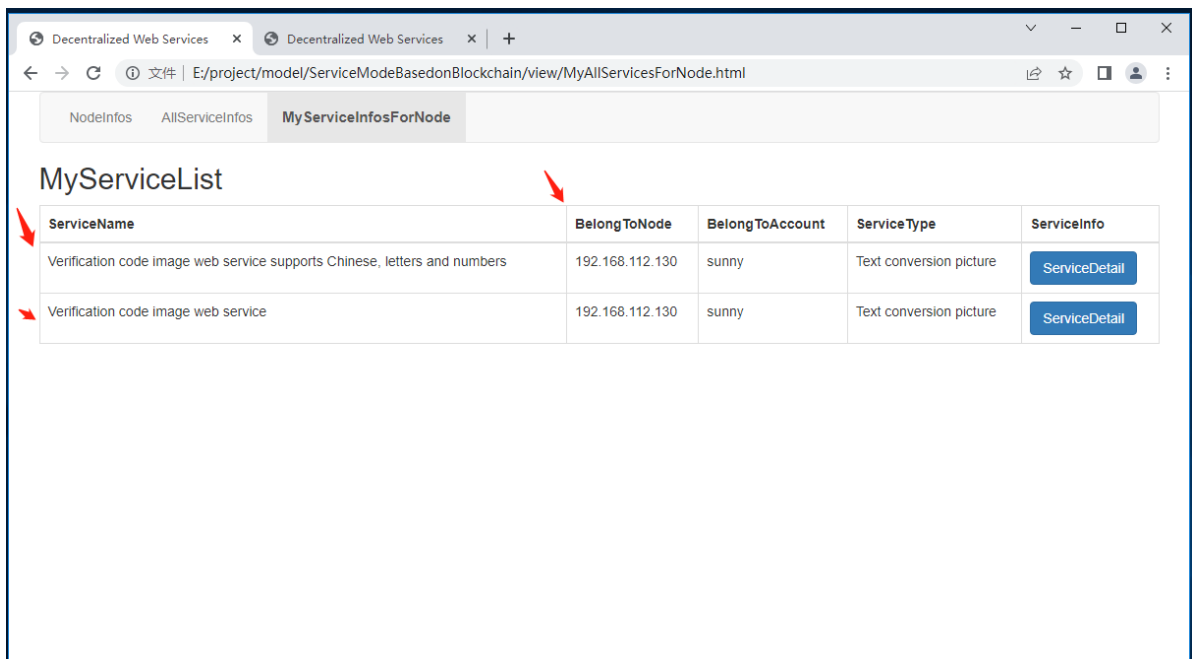 Decentralized Web Services
Decentralized Web Services
文件 | E:/project/model/ServiceModeBasedonBlockchain/view/MyAllServicesForNode.html
NodeInfos AllServiceInfos MyServiceInfosForNode
MyServiceList
ServiceName BelongToNode BelongToAccount ServiceType ServiceInfo
Verification code image web service supports Chinese, letters and numbers 192.168.112.130 sunny Text conversion picture ServiceDetail
Verification code image web service 192.168.112.130 sunny Text conversion picture ServiceDetail